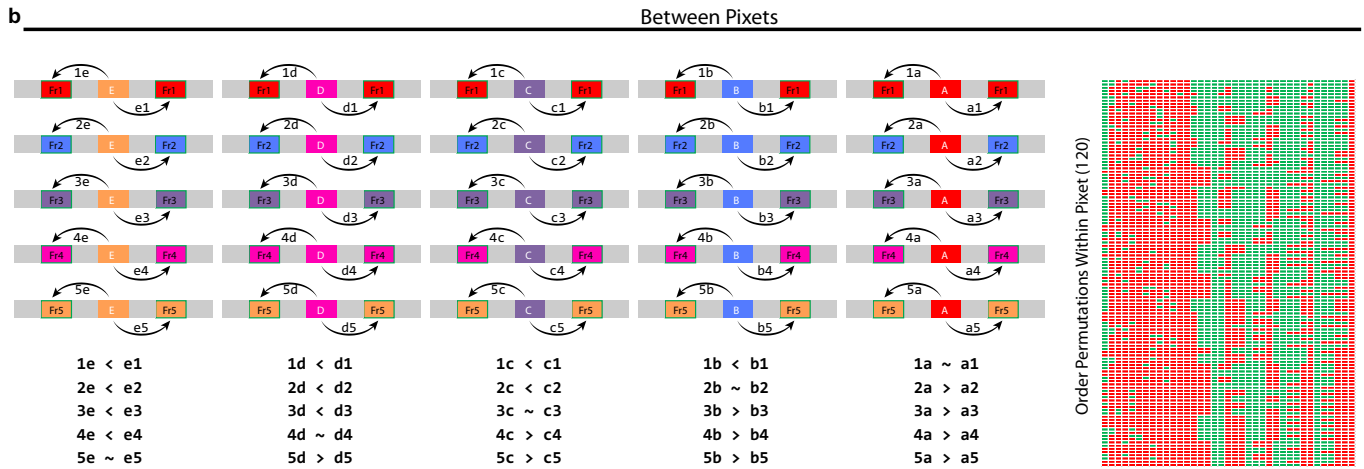 b
Between Pixets
1e 1d 1c 1b 1a
Fr1 E Fr1 Fr1 D Fr1 Fr1 C Fr1 Fr1 B Fr1 Fr1 A Fr1
e1 d1 c1 b1 a1
2e 2d 2c 2b 2a
Fr2 E Fr2 Fr2 D Fr2 Fr2 C Fr2 Fr2 B Fr2 Fr2 A Fr2
e2 d2 c2 b2 a2
3e 3d 3c 3b 3a
Fr3 E Fr3 Fr3 D Fr3 Fr3 C Fr3 Fr3 B Fr3 Fr3 A Fr3
e3 d3 c3 b3 a3
4e 4d 4c 4b 4a
Fr4 E Fr4 Fr4 D Fr4 Fr4 C Fr4 Fr4 B Fr4 Fr4 A Fr4
e4 d4 c4 b4 a4
5e 5d 5c 5b 5a
Fr5 E Fr5 Fr5 D Fr5 Fr5 C Fr5 Fr5 B Fr5 Fr5 A Fr5
e5 d5 c5 b5 a5
1e < e1 1d < d1 1c < c1 1b < b1 1a ~ a1
2e < e2 2d < d2 2c < c2 2b ~ b2 2a > a2
3e < e3 3d < d3 3c ~ c3 3b > b3 3a > a3
4e < e4 4d ~ d4 4c > c4 4b > b4 4a > a4
5e ~ e5 5d > d5 5c > c5 5b > b5 5a > a5
Order Permutations Within Pixet (120)